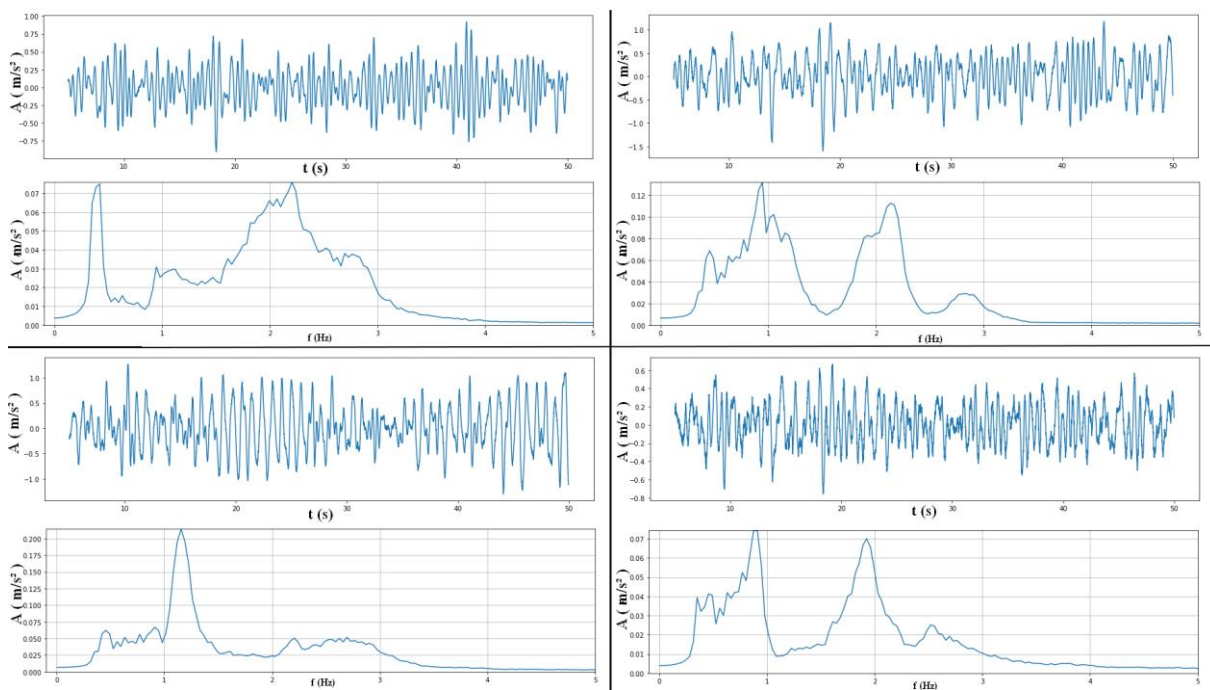 A ( m/s² )
1.00
0.75
0.50
0.25
0.00
−0.25
−0.50
−0.75
10 20 30 40 50
t (s)
A ( m/s² )
0.07
0.06
0.05
0.04
0.03
0.02
0.01
0.00
0 1 2 3 4 5
f (Hz)
A ( m/s² )
1.0
0.5
0.0
−0.5
−1.0
−1.5
10 20 30 40 50
t (s)
A ( m/s² )
0.12
0.10
0.08
0.06
0.04
0.02
0.00
0 1 2 3 4 5
f (Hz)
A ( m/s² )
1.0
0.5
0.0
−0.5
−1.0
10 20 30 40 50
t (s)
A ( m/s² )
0.200
0.175
0.150
0.125
0.100
0.075
0.050
0.025
0.000
0 1 2 3 4 5
f (Hz)
A ( m/s² )
0.6
0.4
0.2
0.0
−0.2
−0.4
−0.6
−0.8
10 20 30 40 50
t (s)
A ( m/s² )
0.07
0.06
0.05
0.04
0.03
0.02
0.01
0.00
0 1 2 3 4 5
f (Hz)